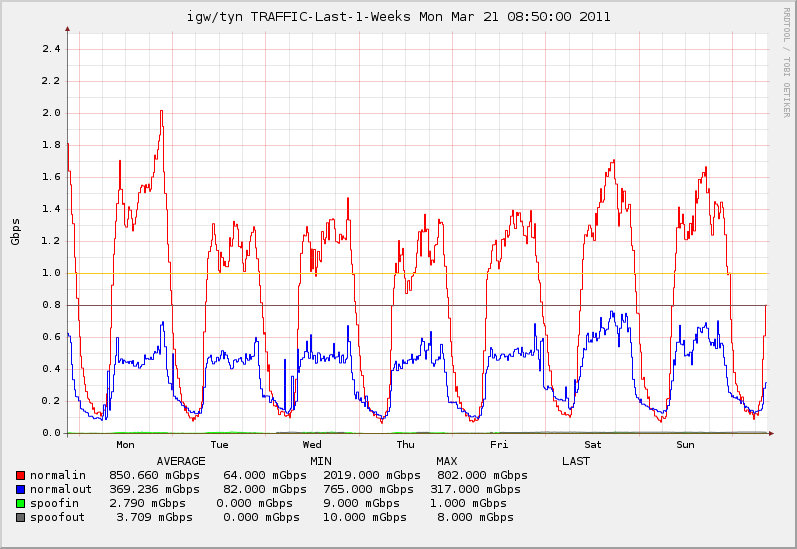 igw/tyn TRAFFIC-Last-1-Weeks Mon Mar 21 08:50:00 2011
RRDTOOL / TOBI OETIKER
Gbps
2.4
2.2
2.0
1.8
1.6
1.4
1.2
1.0
0.8
0.6
0.4
0.2
0.0
Mon Tue Wed Thu Fri Sat Sun
AVERAGE MIN MAX LAST
normalin 850.660 mGbps 64.000 mGbps 2019.000 mGbps 802.000 mGbps
normalout 369.236 mGbps 82.000 mGbps 765.000 mGbps 317.000 mGbps
spoofin 2.790 mGbps 0.000 mGbps 9.000 mGbps 1.000 mGbps
spoofout 3.709 mGbps 0.000 mGbps 10.000 mGbps 8.000 mGbps